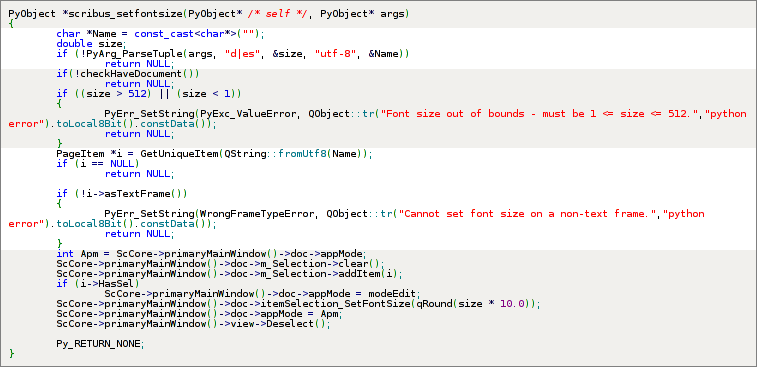 PyObject *scribus_setfontsize(PyObject* /* self */, PyObject* args)
{
char *Name = const_cast<char*>("");
double size;
if (!PyArg_ParseTuple(args, "d|es", &size, "utf-8", &Name))
return NULL;
if(!checkHaveDocument())
return NULL;
if ((size > 512) || (size < 1))
{
PyErr_SetString(PyExc_ValueError, QObject::tr("Font size out of bounds - must be 1 <= size <= 512.","python
error").toLocal8Bit().constData());
return NULL;
}
PageItem *i = GetUniqueItem(QString::fromUtf8(Name));
if (i == NULL)
return NULL;
if (!i->asTextFrame())
{
PyErr_SetString(WrongFrameTypeError, QObject::tr("Cannot set font size on a non-text frame.","python
error").toLocal8Bit().constData());
return NULL;
}
int Apm = ScCore->primaryMainWindow()->doc->appMode;
ScCore->primaryMainWindow()->doc->m_Selection->clear();
ScCore->primaryMainWindow()->doc->m_Selection->addItem(i);
if (i->HasSel)
ScCore->primaryMainWindow()->doc->appMode = modeEdit;
ScCore->primaryMainWindow()->doc->itemSelection_SetFontSize(qRound(size * 10.0));
ScCore->primaryMainWindow()->doc->appMode = Apm;
ScCore->primaryMainWindow()->view->Deselect();
Py_RETURN_NONE;
}